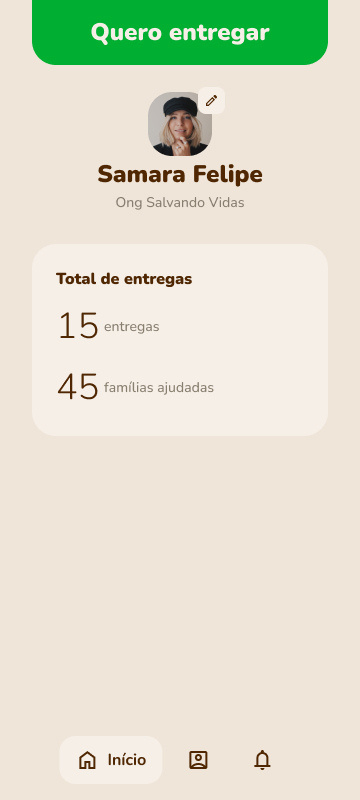 Quero entregar
Samara Felipe
Ong Salvando Vidas
Total de entregas
15 entregas
45 famílias ajudadas
Início